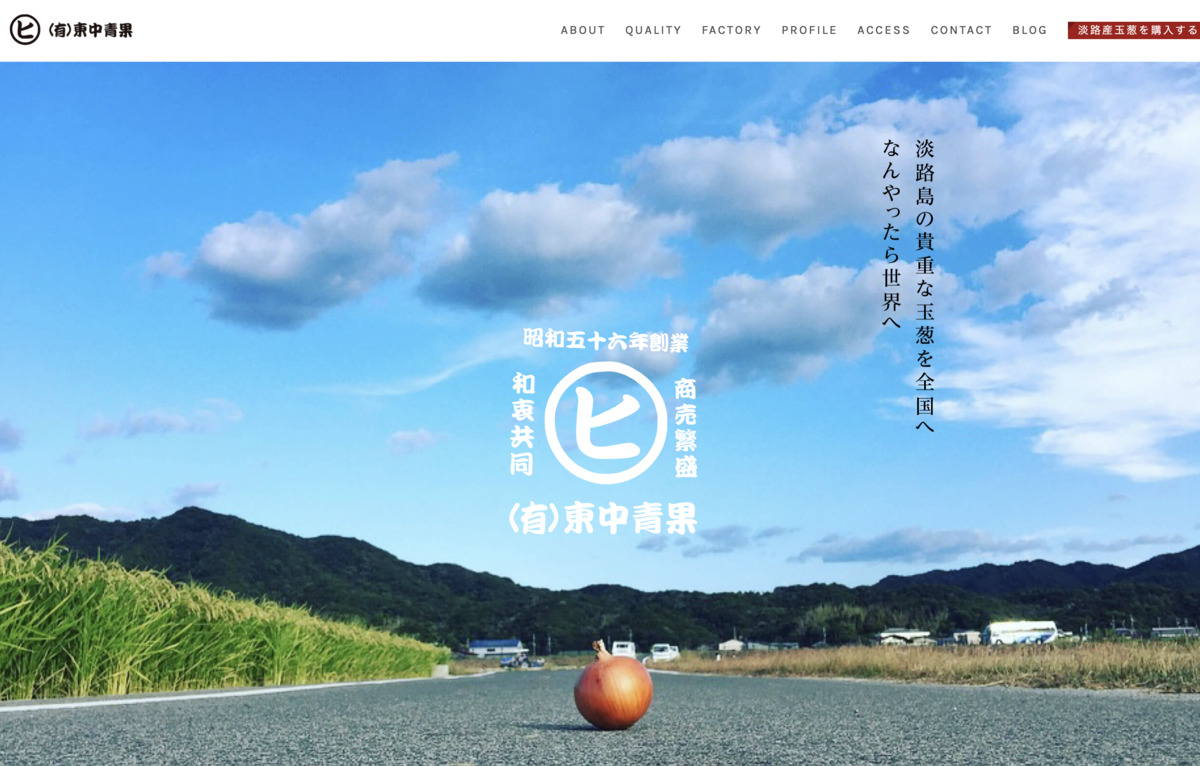 ヒ (有)東中青果
ABOUT QUALITY FACTORY PROFILE ACCESS CONTACT BLOG 淡路産玉葱を購入する
淡路島の貴重な玉葱を全国へ
なんやったら世界へ
昭和五十六年創業
商売繁盛
ヒ
和衷共同
(有)東中青果